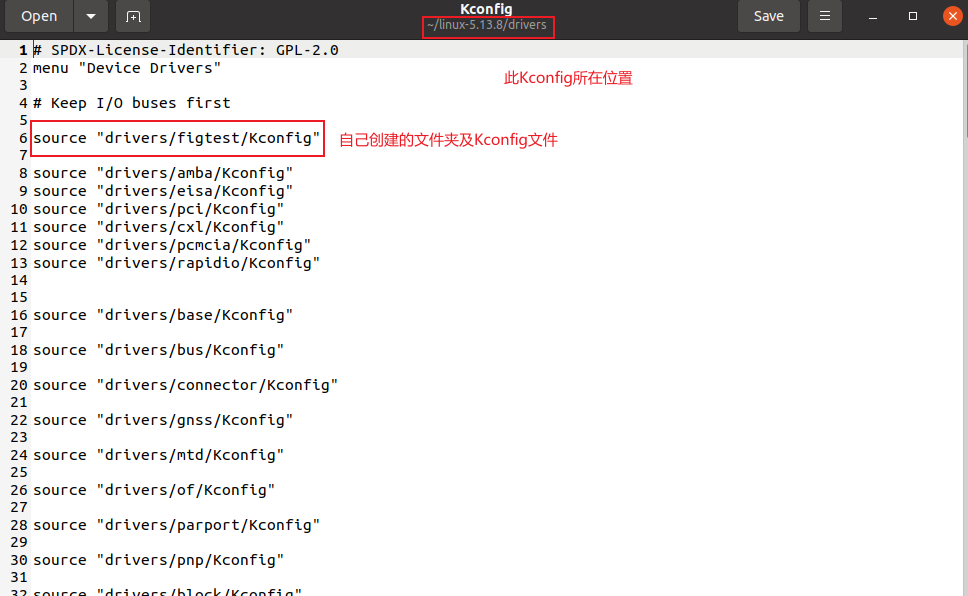 Open
Kconfig
~/linux-5.13.8/drivers
Save
1 # SPDX-License-Identifier: GPL-2.0
2 menu "Device Drivers"
此Kconfig所在位置
3
4 # Keep I/O buses first
5
6 source "drivers/figtest/Kconfig"
自己创建的文件夹及Kconfig文件
7
8 source "drivers/amba/Kconfig"
9 source "drivers/eisa/Kconfig"
10 source "drivers/pci/Kconfig"
11 source "drivers/cxl/Kconfig"
12 source "drivers/pcmcia/Kconfig"
13 source "drivers/rapidio/Kconfig"
14
15
16 source "drivers/base/Kconfig"
17
18 source "drivers/bus/Kconfig"
19
20 source "drivers/connector/Kconfig"
21
22 source "drivers/gnss/Kconfig"
23
24 source "drivers/mtd/Kconfig"
25
26 source "drivers/of/Kconfig"
27
28 source "drivers/parport/Kconfig"
29
30 source "drivers/pnp/Kconfig"
31
32 source "drivers/block/Kconfig"